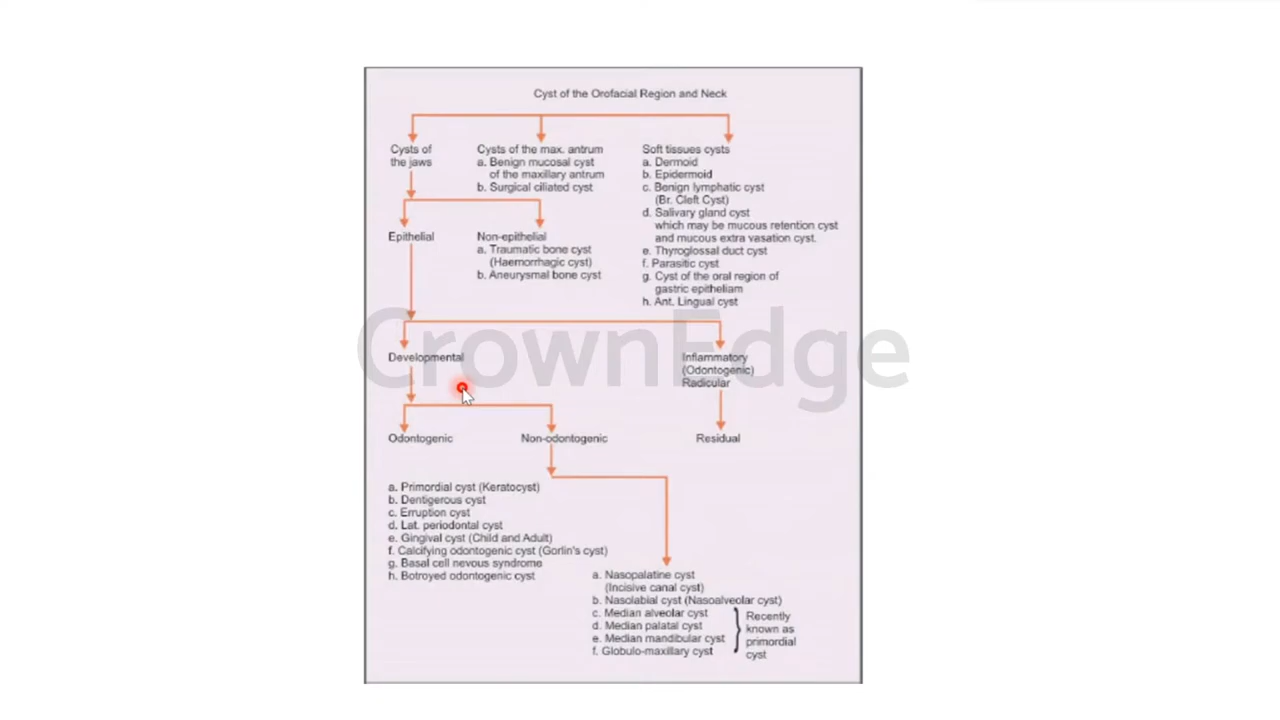 Cyst of the Orofacial Region and Neck
Cysts of
the jaws
Cysts of the max. antrum
a. Benign mucosal cyst
of the maxillary antrum
b. Surgical ciliated cyst
Soft tissues cysts
a. Dermoid
b. Epidermoid
c. Benign lymphatic cyst
(Br. Cleft Cyst)
d. Salivary gland cyst
which may be mucous retention cyst
and mucous extra vasation cyst.
e. Thyroglossal duct cyst
f. Parasitic cyst
g. Cyst of the oral region of
gastric epitheliam
h. Ant. Lingual cyst
Epithelial
Non-epithelial
a. Traumatic bone cyst
(Haemorrhagic cyst)
b. Aneurysmal bone cyst
CrownEdge
Developmental
Inflammatory
(Odontogenic)
Radicular
Odontogenic
Non-odontogenic
Residual
a. Primordial cyst (Keratocyst)
b. Dentigerous cyst
c. Erruption cyst
d. Lat. periodontal cyst
e. Gingival cyst (Child and Adult)
f. Calcifying odontogenic cyst (Gorlin's cyst)
g. Basal cell nevous syndrome
h. Botroyed odontogenic cyst
a. Nasopalatine cyst
(Incisive canal cyst)
b. Nasolabial cyst (Nasoalveolar cyst)
c. Median alveolar cyst
d. Median palatal cyst
e. Median mandibular cyst
f. Globulo-maxillary cyst
Recently
known as
primordial
cyst